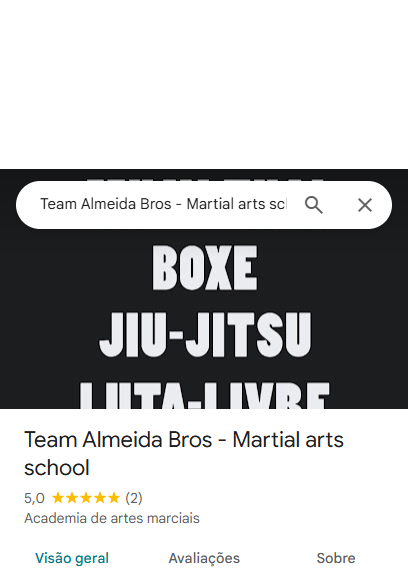 Team Almeida Bros - Martial arts scl
BOXE
JIU-JITSU
LUTA-LIVRE
Team Almeida Bros - Martial arts
school
5,0 ★★★★★ (2)
Academia de artes marciais
Visão geral Avaliações Sobre